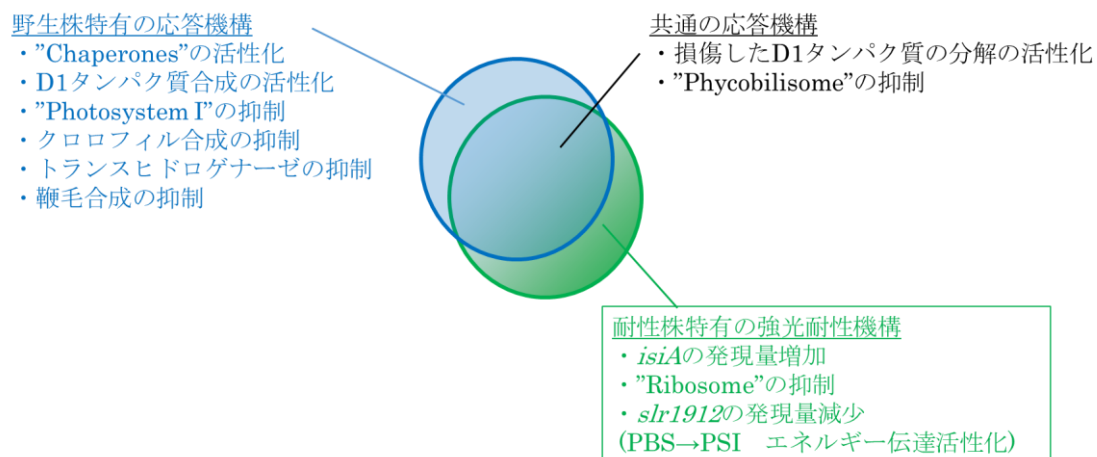 野生株特有の応答機構
・”Chaperones”の活性化
・D1タンパク質合成の活性化
・”Photosystem I”の抑制
・クロロフィル合成の抑制
・トランスヒドロゲナーゼの抑制
・鞭毛合成の抑制
共通の応答機構
・損傷したD1タンパク質の分解の活性化
・”Phycobilisome”の抑制
耐性株特有の強光耐性機構
・isiAの発現量増加
・”Ribosome”の抑制
・slr1912の発現量減少
(PBS→PSI　エネルギー伝達活性化)